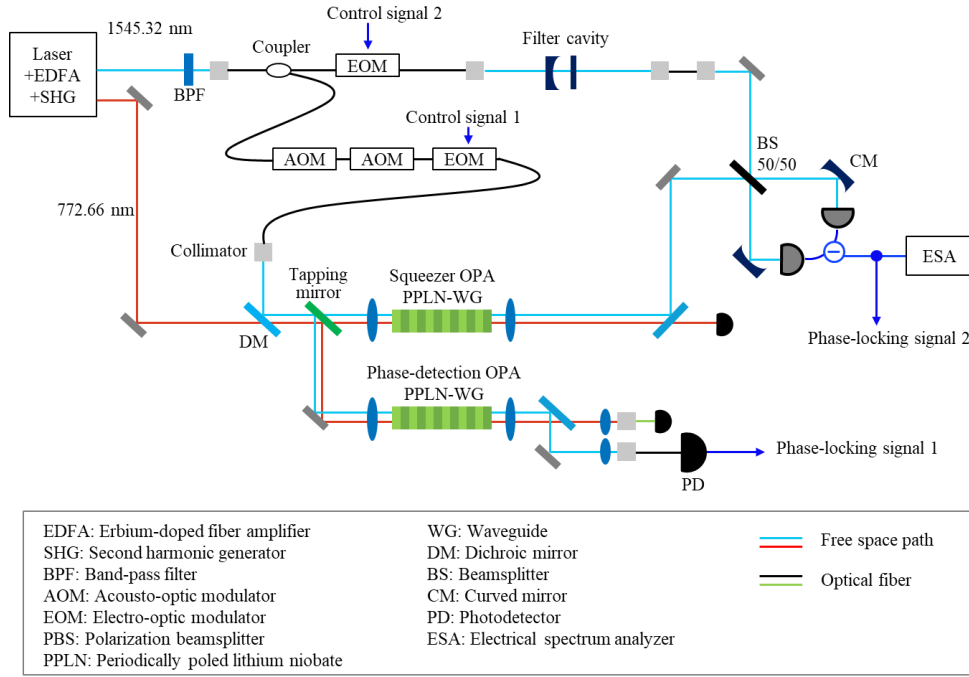 Control signal 2
1545.32 nm
Laser
+EDFA
+SHG
BPF
Coupler
EOM
Filter cavity
Control signal 1
AOM
AOM
EOM
BS
50/50
CM
772.66 nm
Collimator
Tapping
mirror
Squeezer OPA
PPLN-WG
DM
ESA
Phase-locking signal 2
Phase-detection OPA
PPLN-WG
PD
Phase-locking signal 1
EDFA: Erbium-doped fiber amplifier
SHG: Second harmonic generator
BPF: Band-pass filter
AOM: Acousto-optic modulator
EOM: Electro-optic modulator
PBS: Polarization beamsplitter
PPLN: Periodically poled lithium niobate
WG: Waveguide
DM: Dichroic mirror
BS: Beamsplitter
CM: Curved mirror
PD: Photodetector
ESA: Electrical spectrum analyzer
Free space path
Optical fiber